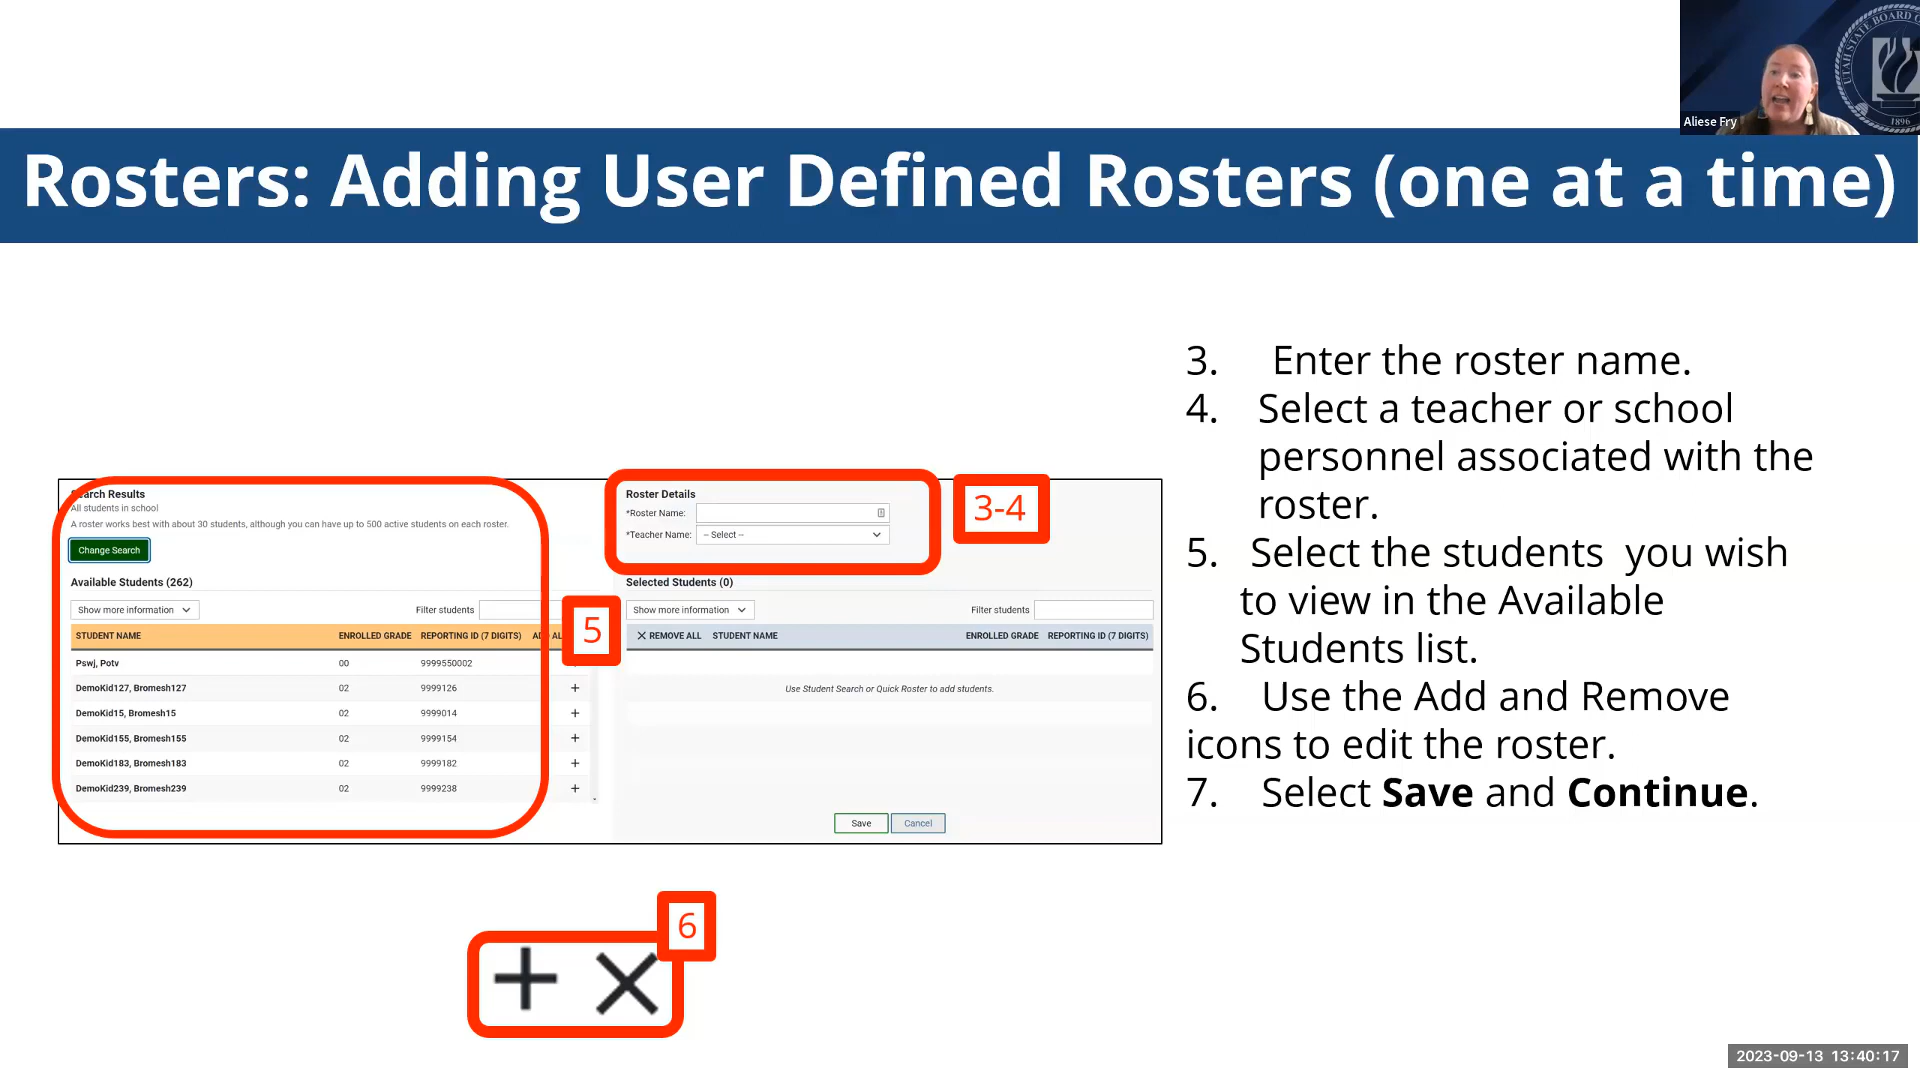 UTAH STATE BOARD
1896
Aliese Fry
Rosters: Adding User Defined Rosters (one at a time)
3. Enter the roster name.
4. Select a teacher or school
personnel associated with the
roster.
5. Select the students you wish
to view in the Available
Students list.
6. Use the Add and Remove
icons to edit the roster.
7. Select Save and Continue.
Search Results
All students in school
A roster works best with about 30 students, although you can have up to 500 active students on each roster.
Change Search
Available Students (262)
Show more information Filter students
STUDENT NAME ENROLLED GRADE REPORTING ID (7 DIGITS)
Pswj, Potv 00 9999550002
DemoKid127, Bromesh127 02 9999126 +
DemoKid15, Bromesh15 02 9999014 +
DemoKid155, Bromesh155 02 9999154 +
DemoKid183, Bromesh183 02 9999182 +
DemoKid239, Bromesh239 02 9999238 +
5
Roster Details
*Roster Name:
*Teacher Name: -- Select --
3-4
Selected Students (0)
Show more information Filter students
X REMOVE ALL STUDENT NAME ENROLLED GRADE REPORTING ID (7 DIGITS)
Use Student Search or Quick Roster to add students.
Save Cancel
6
+ X
2023-09-13 13:40:17